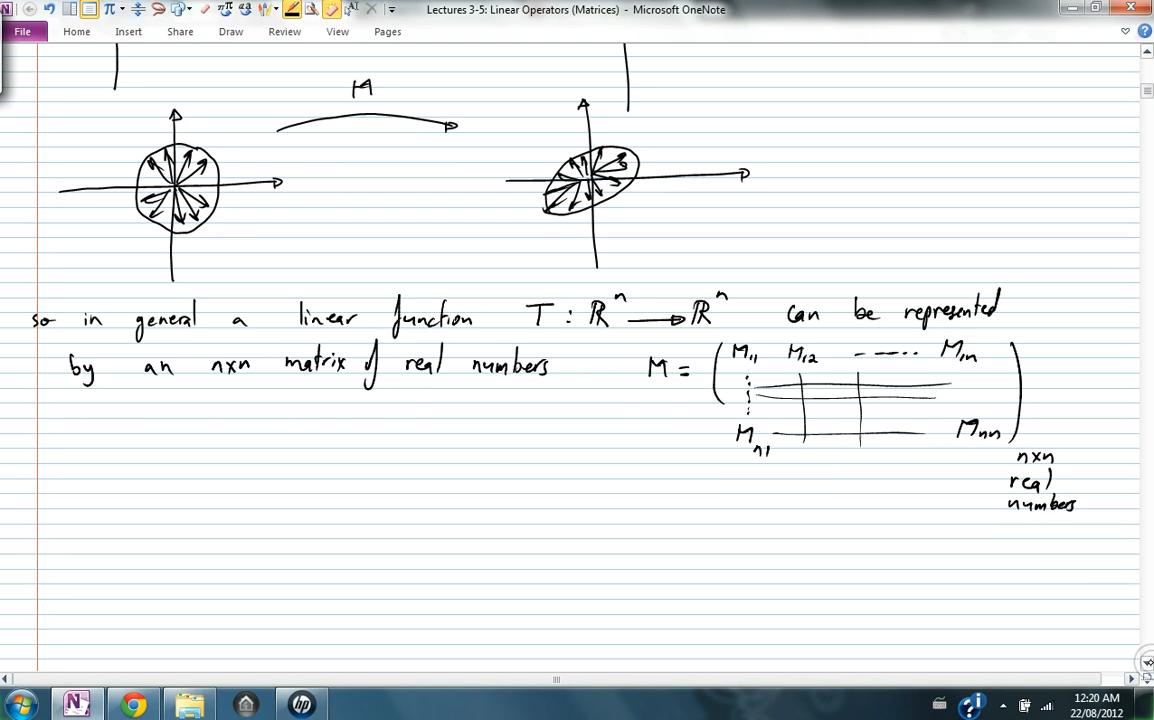 Lectures 3-5: Linear Operators (Matrices) - Microsoft OneNote
File Home Insert Share Draw Review View Pages
M
so in general a linear function T : ℝⁿ → ℝⁿ can be represented
by an nxn matrix of real numbers M = ( M₁₁ M₁₂ ----.. M₁ₙ
Mₙ₁ Mₙₙ )
nxn
real
numbers
12:20 AM
22/08/2012